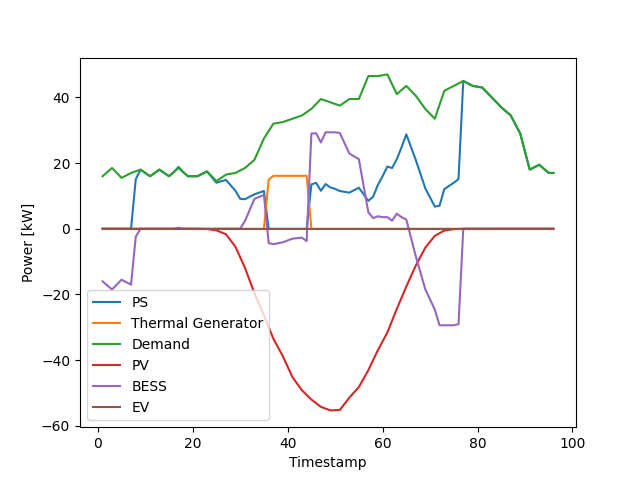 Power [kW]
40
20
0
−20
−40
−60
PS
Thermal Generator
Demand
PV
BESS
EV
0 20 40 60 80 100
Timestamp